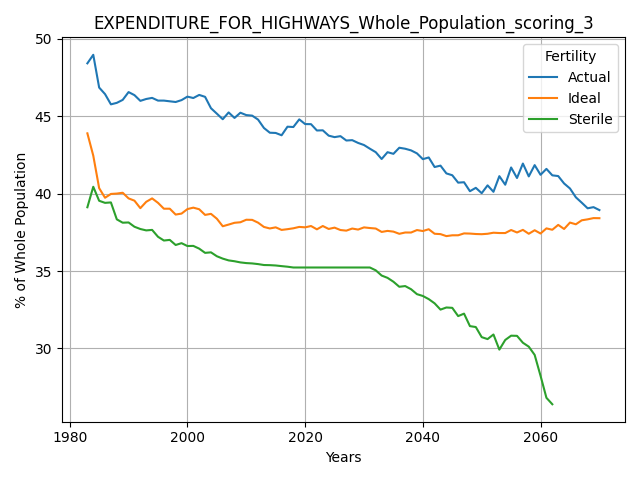 EXPENDITURE_FOR_HIGHWAYS_Whole_Population_scoring_3
Fertility
Actual
Ideal
Sterile
% of Whole Population
50
45
40
35
30
1980
2000
2020
2040
2060
Years